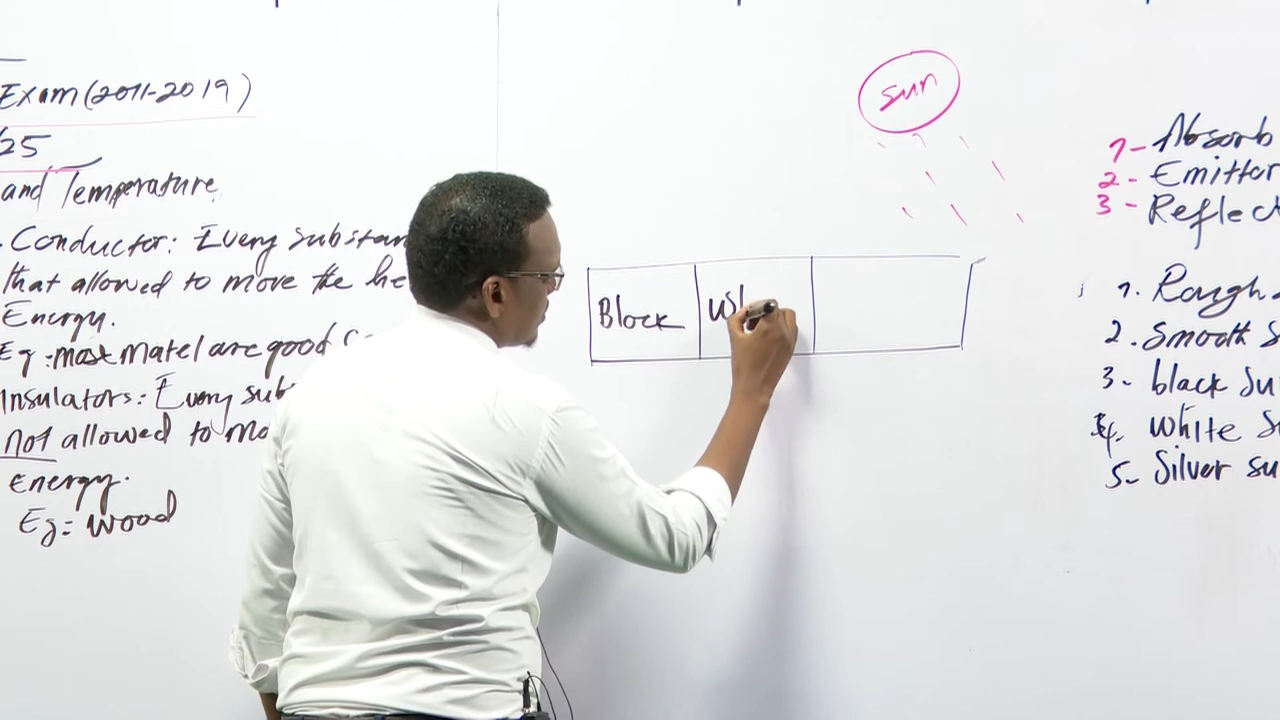 Exam (2011-2019)
/25
and Temperature,
. Conductor: Every substan
that allowed to move the he
Energy.
Eg: most Matel are good
Insulators: Every sub
not allowed to mo
Energy.
Eg = wood
sun
Block
Wh
1- Absorb
2- Emittor
3- Reflec
1. Rough
2. Smooth S
3- black Su
4. White S
5- Silver su